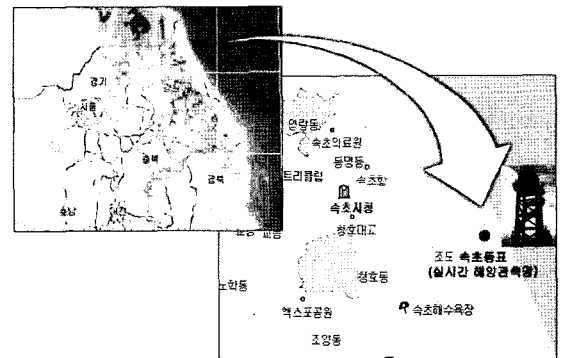 경기
서울
충북
경북
충남
영랑동
속초의료원
동명동
트리클럽
속초항
속초시청
청호대교
조도 속초등표
(실시간 해양관측망)
청호동
노학동
엑스포공원
속초해수욕장
조양동